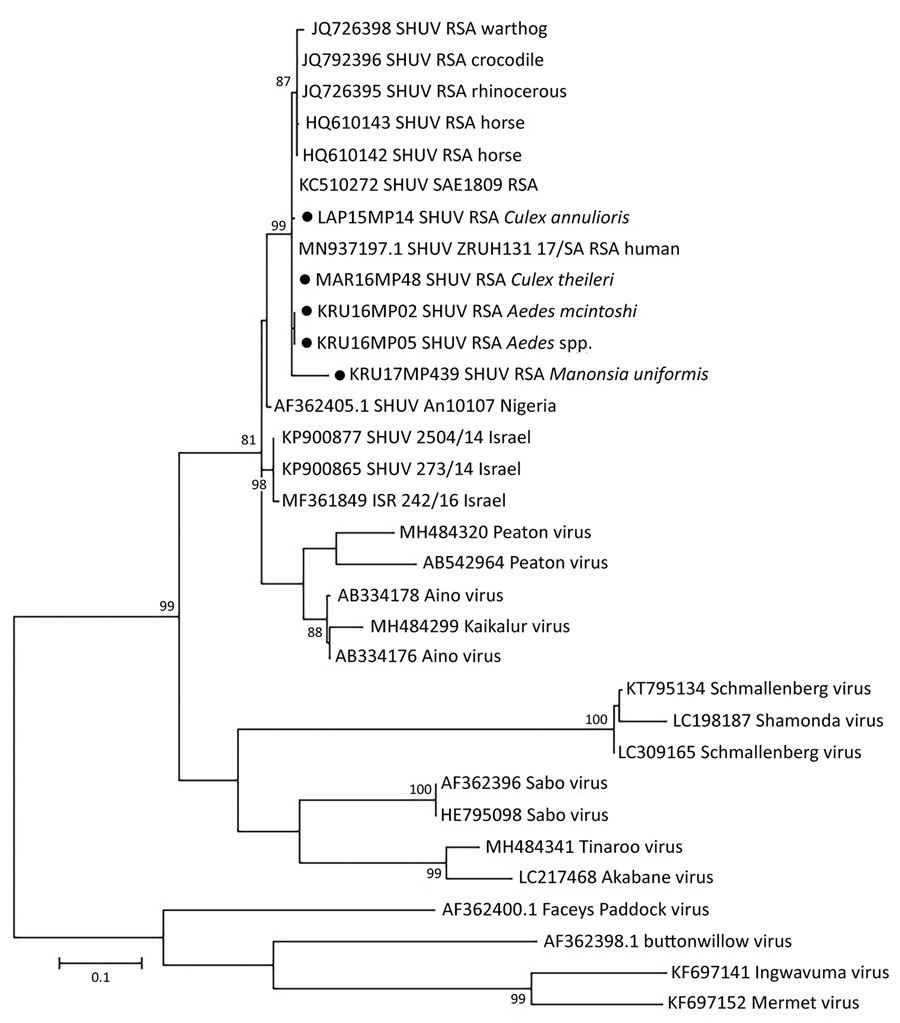 JQ726398 SHUV RSA warthog
JQ792396 SHUV RSA crocodile
87
JQ726395 SHUV RSA rhinocerous
HQ610143 SHUV RSA horse
HQ610142 SHUV RSA horse
KC510272 SHUV SAE1809 RSA
LAP15MP14 SHUV RSA Culex annulioris
99
MN937197.1 SHUV ZRUH131 17/SA RSA human
MAR16MP48 SHUV RSA Culex theileri
KRU16MP02 SHUV RSA Aedes mcintoshi
KRU16MP05 SHUV RSA Aedes spp.
KRU17MP439 SHUV RSA Manonsia uniformis
AF362405.1 SHUV An10107 Nigeria
81
KP900877 SHUV 2504/14 Israel
KP900865 SHUV 273/14 Israel
98
MF361849 ISR 242/16 Israel
MH484320 Peaton virus
AB542964 Peaton virus
AB334178 Aino virus
99
MH484299 Kaikalur virus
88
AB334176 Aino virus
KT795134 Schmallenberg virus
100
LC198187 Shamonda virus
LC309165 Schmallenberg virus
AF362396 Sabo virus
100
HE795098 Sabo virus
MH484341 Tinaroo virus
99
LC217468 Akabane virus
AF362400.1 Faceys Paddock virus
AF362398.1 buttonwillow virus
0.1
KF697141 Ingwavuma virus
99
KF697152 Mermet virus